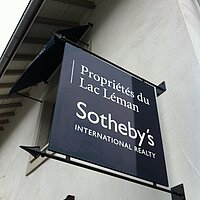 Propriétés du
Lac Léman
Sotheby's
INTERNATIONAL REALTY